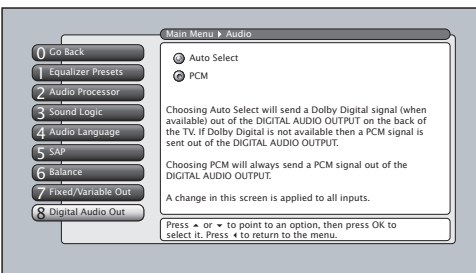 Main Menu ▸ Audio
0 Go Back
1 Equalizer Presets
2 Audio Processor
3 Sound Logic
4 Audio Language
5 SAP
6 Balance
7 Fixed/Variable Out
8 Digital Audio Out
Auto Select
PCM
Choosing Auto Select will send a Dolby Digital signal (when
available) out of the DIGITAL AUDIO OUTPUT on the back of
the TV. If Dolby Digital is not available then a PCM signal is
sent out of the DIGITAL AUDIO OUTPUT.
Choosing PCM will always send a PCM signal out of the
DIGITAL AUDIO OUTPUT.
A change in this screen is applied to all inputs.
Press ▴ or ▾ to point to an option, then press OK to
select it. Press ◂ to return to the menu.